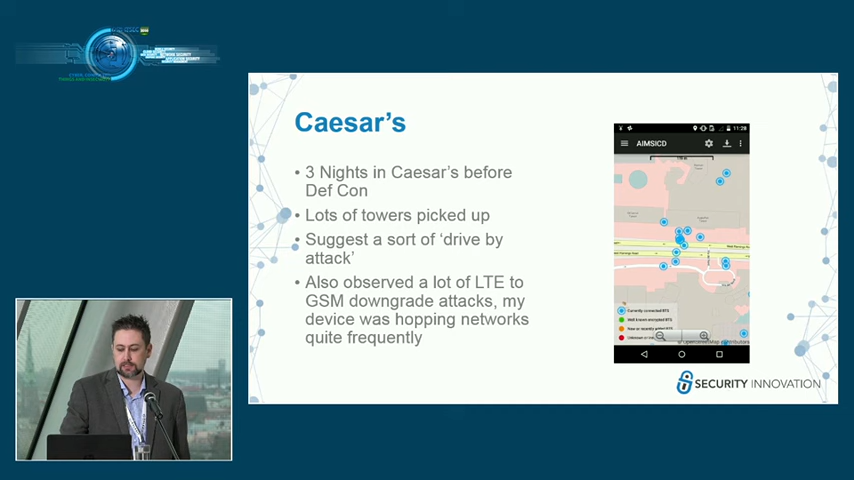 Caesar's
• 3 Nights in Caesar's before
Def Con
• Lots of towers picked up
• Suggest a sort of 'drive by
attack'
• Also observed a lot of LTE to
GSM downgrade attacks, my
device was hopping networks
quite frequently
11:28
AIMSICD
Currently connected BTS
SECURITY INNOVATION